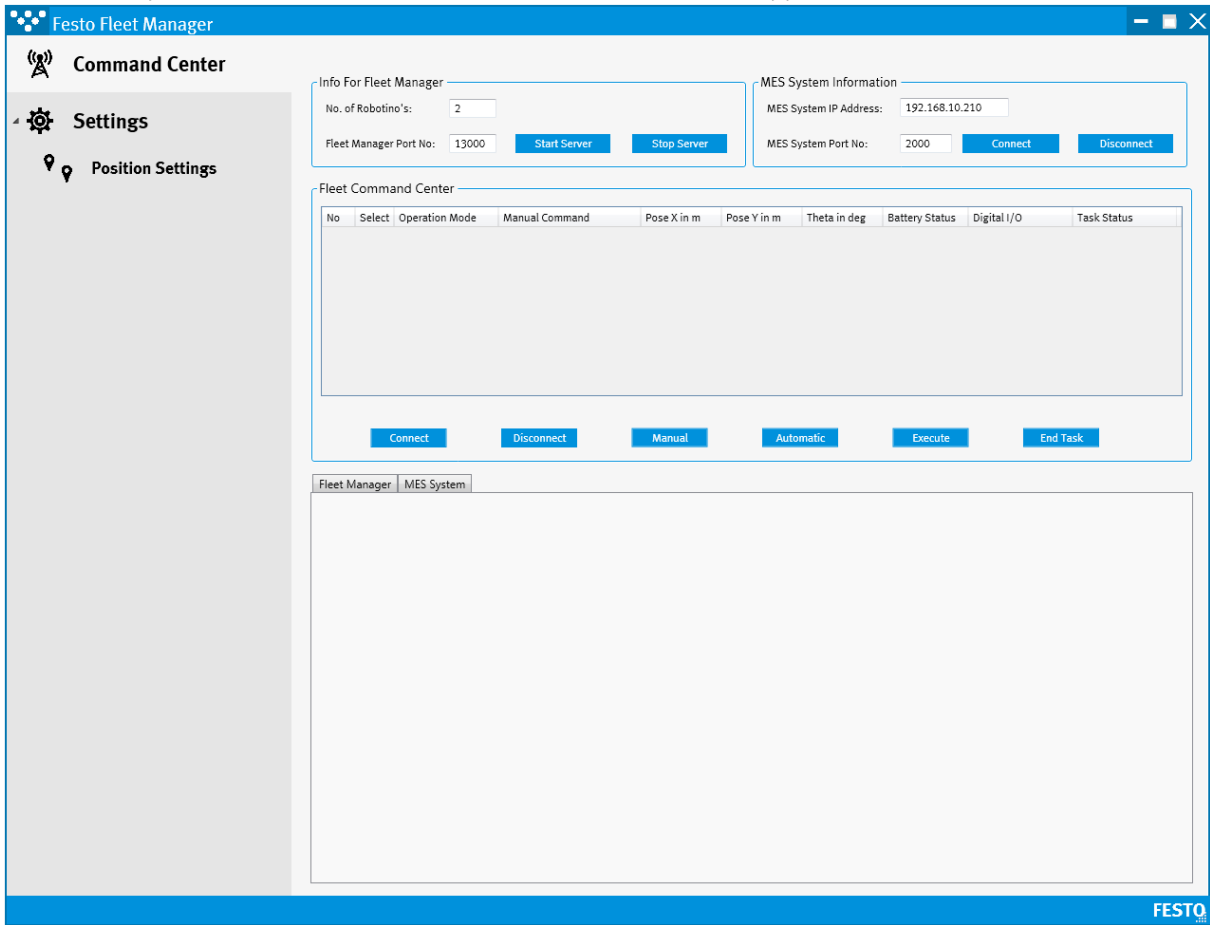 Festo Fleet Manager
Command Center
Settings
Position Settings
Info For Fleet Manager
No. of Robotino's: 2
Fleet Manager Port No: 13000 Start Server Stop Server
MES System Information
MES System IP Address: 192.168.10.210
MES System Port No: 2000 Connect Disconnect
Fleet Command Center
No Select Operation Mode Manual Command Pose X in m Pose Y in m Theta in deg Battery Status Digital I/O Task Status
Connect Disconnect Manual Automatic Execute End Task
Fleet Manager MES System
FESTO